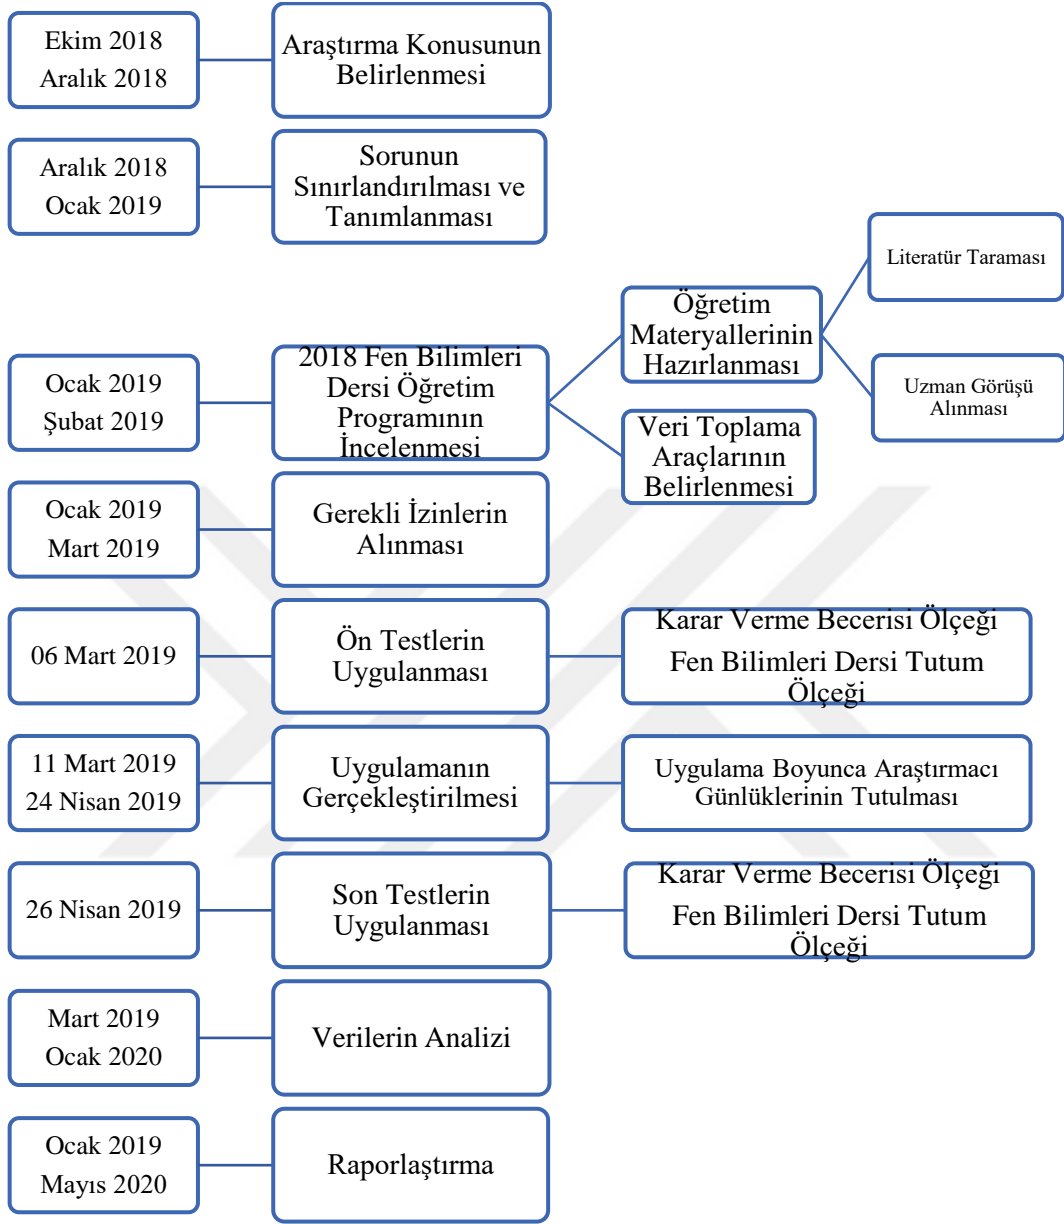 Ekim 2018
Aralık 2018
Araştırma Konusunun
Belirlenmesi
Aralık 2018
Ocak 2019
Sorunun
Sınırlandırılması ve
Tanımlanması
Ocak 2019
Şubat 2019
2018 Fen Bilimleri
Dersi Öğretim
Programının
İncelenmesi
Öğretim
Materyallerinin
Hazırlanması
Literatür Taraması
Uzman Görüşü
Alınması
Veri Toplama
Araçlarının
Belirlenmesi
Ocak 2019
Mart 2019
Gerekli İzinlerin
Alınması
06 Mart 2019
Ön Testlerin
Uygulanması
Karar Verme Becerisi Ölçeği
Fen Bilimleri Dersi Tutum
Ölçeği
11 Mart 2019
24 Nisan 2019
Uygulamanın
Gerçekleştirilmesi
Uygulama Boyunca Araştırmacı
Günlüklerinin Tutulması
26 Nisan 2019
Son Testlerin
Uygulanması
Karar Verme Becerisi Ölçeği
Fen Bilimleri Dersi Tutum
Ölçeği
Mart 2019
Ocak 2020
Verilerin Analizi
Ocak 2019
Mayıs 2020
Raporlaştırma